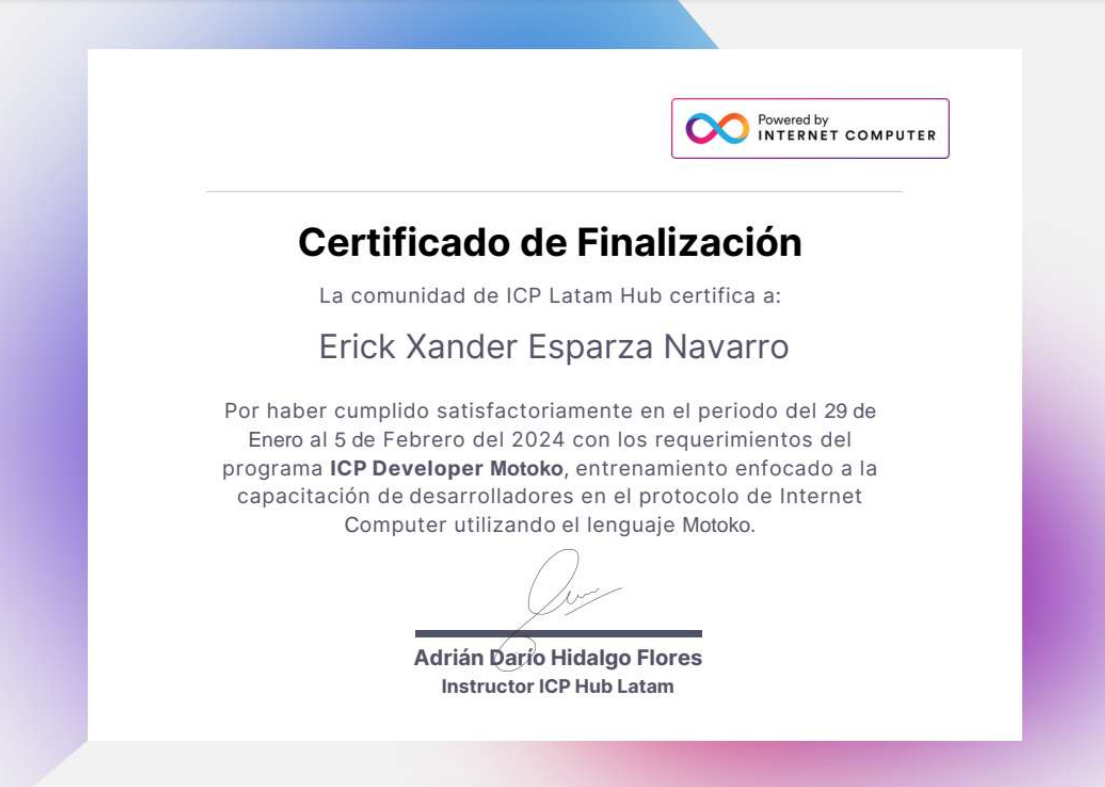 Powered by
INTERNET COMPUTER
Certificado de Finalización
La comunidad de ICP Latam Hub certifica a:
Erick Xander Esparza Navarro
Por haber cumplido satisfactoriamente en el periodo del 29 de
Enero al 5 de Febrero del 2024 con los requerimientos del
programa ICP Developer Motoko, entrenamiento enfocado a la
capacitación de desarrolladores en el protocolo de Internet
Computer utilizando el lenguaje Motoko.
Adrián Darío Hidalgo Flores
Instructor ICP Hub Latam